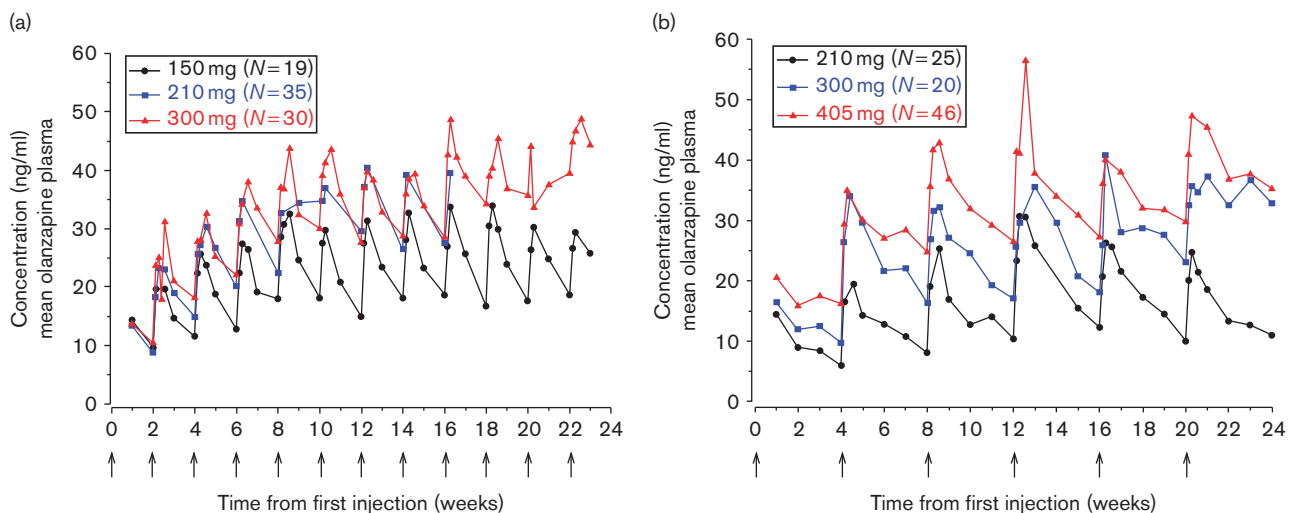 (a)
60
50
40
30
20
10
0
Concentration (ng/ml)
mean olanzapine plasma
150 mg (N=19)
210 mg (N=35)
300 mg (N=30)
0 2 4 6 8 10 12 14 16 18 20 22 24
Time from first injection (weeks)
(b)
60
50
40
30
20
10
0
Concentration (ng/ml)
mean olanzapine plasma
210 mg (N=25)
300 mg (N=20)
405 mg (N=46)
0 2 4 6 8 10 12 14 16 18 20 22 24
Time from first injection (weeks)